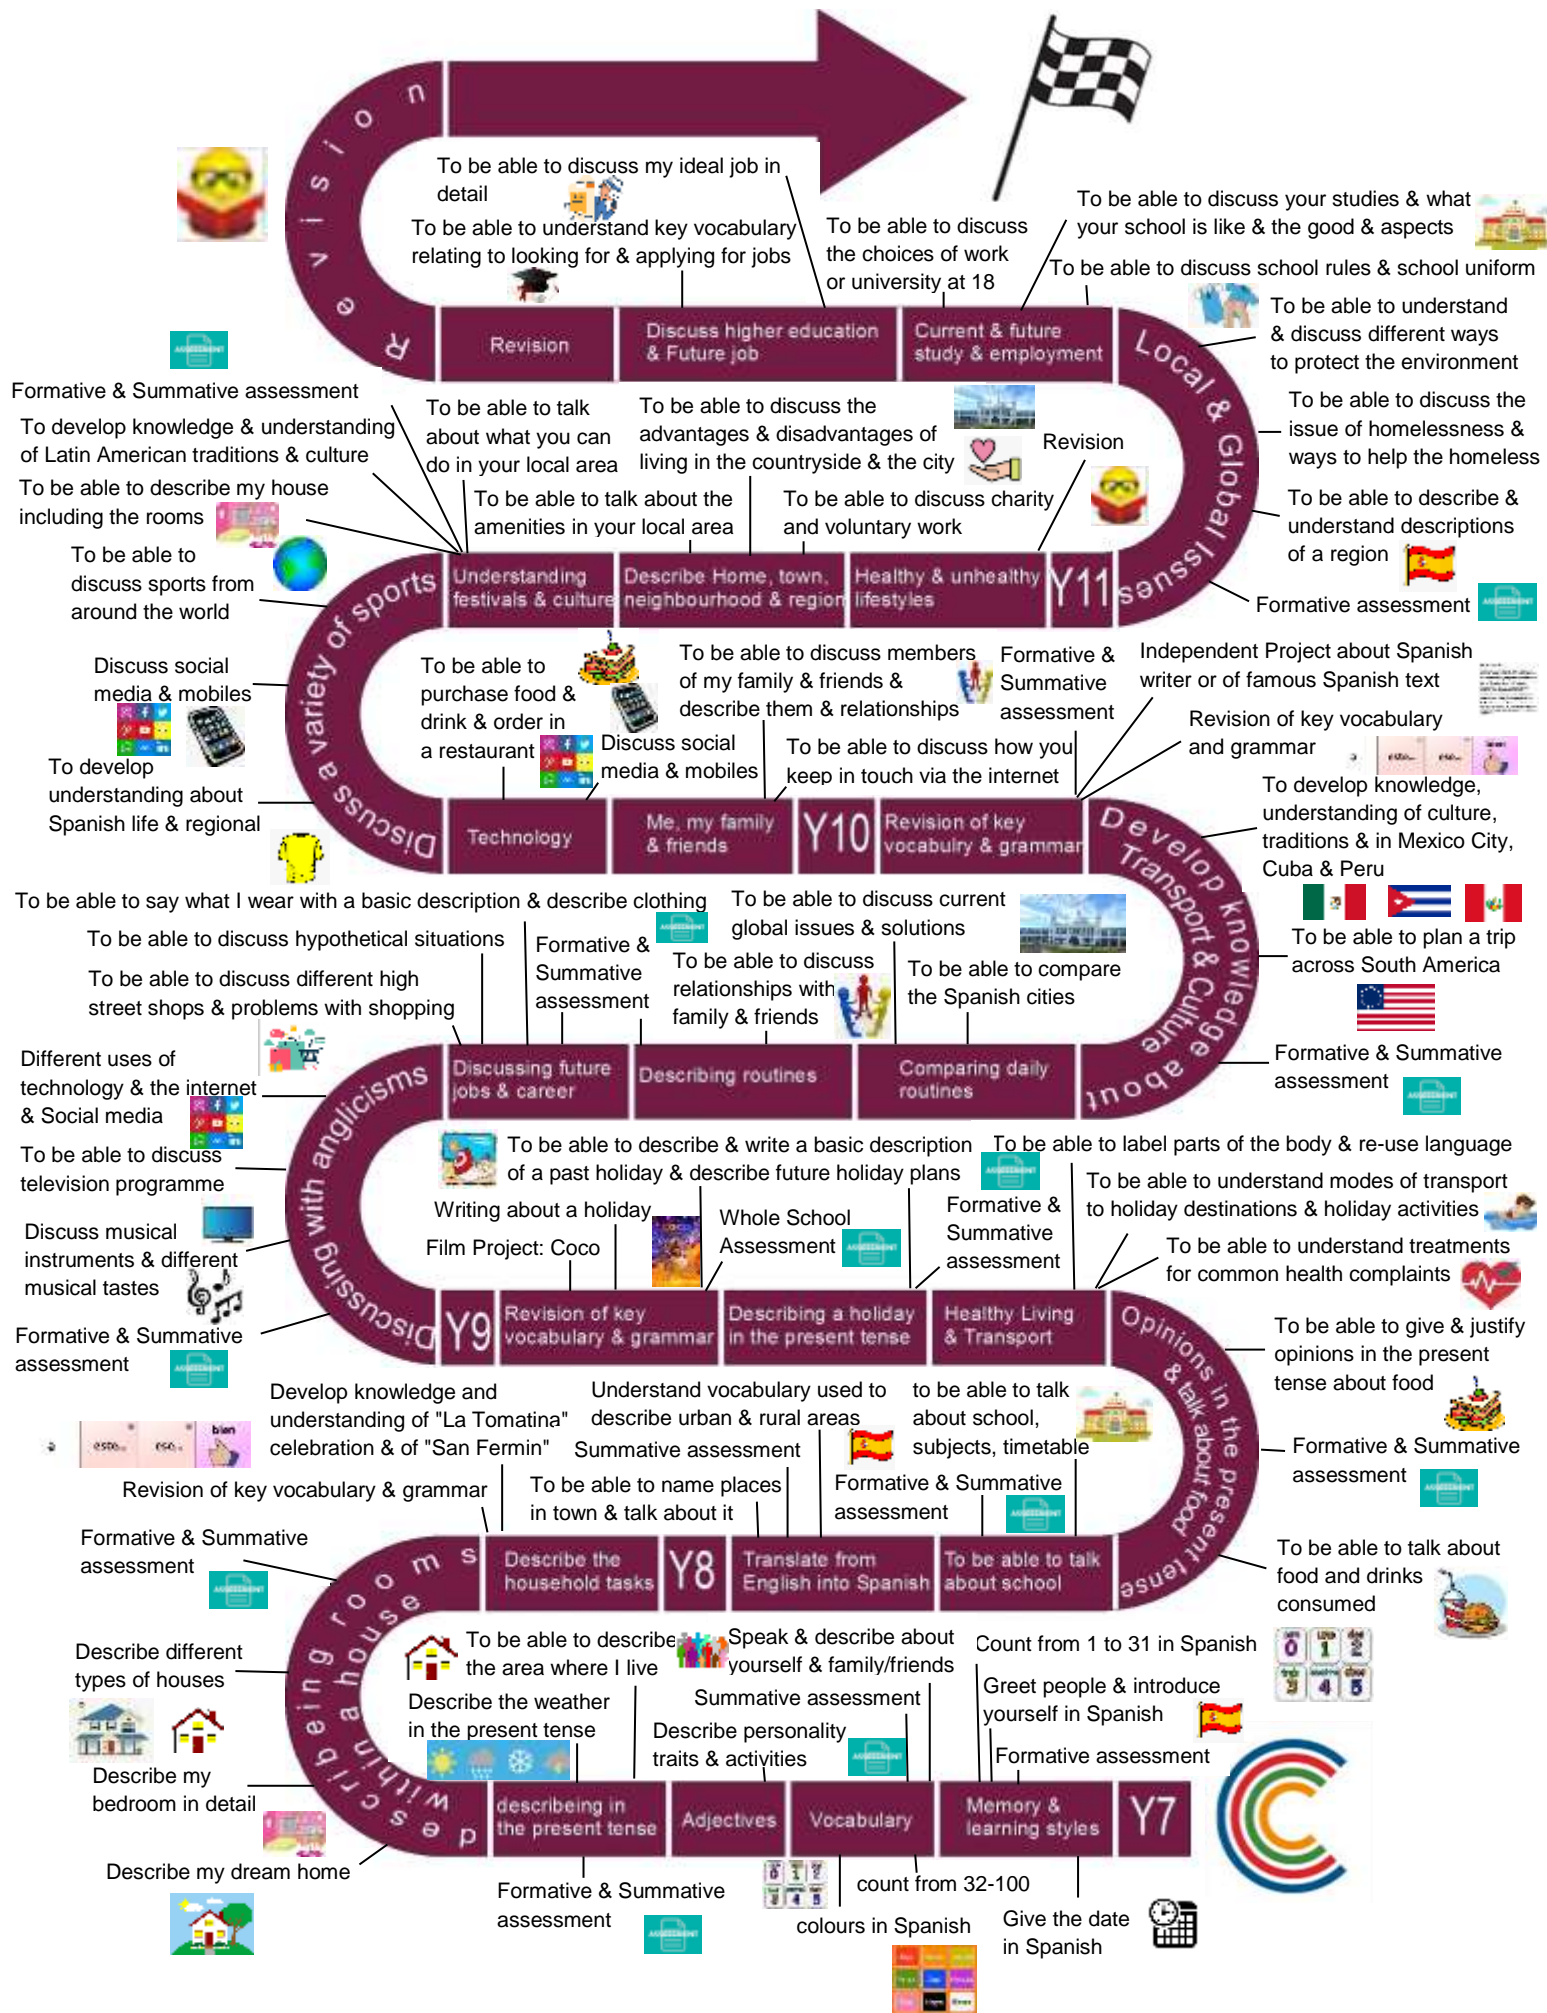 Revision
To be able to discuss my ideal job in
detail
To be able to understand key vocabulary
relating to looking for & applying for jobs
To be able to discuss
the choices of work
or university at 18
To be able to discuss your studies & what
your school is like & the good & aspects
To be able to discuss school rules & school uniform
Revision
Discuss higher education
& Future job
Current & future
study & employment
Local & Global Issues
To be able to understand
& discuss different ways
to protect the environment
To be able to discuss the
issue of homelessness &
ways to help the homeless
To be able to describe &
understand descriptions
of a region
Formative assessment
ASSESSMENT
ASSESSMENT
Formative & Summative assessment
To develop knowledge & understanding
of Latin American traditions & culture
To be able to describe my house
including the rooms
To be able to talk
about what you can
do in your local area
To be able to discuss the
advantages & disadvantages of
living in the countryside & the city
Revision
To be able to talk about the
amenities in your local area
To be able to discuss charity
and voluntary work
Understanding
festivals & culture
Describe Home, town,
neighbourhood & region
Healthy & unhealthy
lifestyles
Y11
Discuss a variety of sports
To be able to
discuss sports from
around the world
Discuss social
media & mobiles
To develop
understanding about
Spanish life & regional
To be able to
purchase food &
drink & order in
a restaurant
Discuss social
media & mobiles
To be able to discuss members
of my family & friends &
describe them & relationships
To be able to discuss how you
keep in touch via the internet
Formative &
Summative
assessment
Independent Project about Spanish
writer or of famous Spanish text
Revision of key vocabulary
and grammar
Technology
Me, my family
& friends
Y10
Revision of key
vocabulry & grammar
Develop knowledge about
Transport & Culture
To develop knowledge,
understanding of culture,
traditions & in Mexico City,
Cuba & Peru
To be able to plan a trip
across South America
Formative & Summative
assessment
ASSESSMENT
To be able to say what I wear with a basic description & describe clothing
To be able to discuss hypothetical situations
To be able to discuss different high
street shops & problems with shopping
Formative &
Summative
assessment
ASSESSMENT
To be able to discuss
relationships with
family & friends
To be able to discuss current
global issues & solutions
To be able to compare
the Spanish cities
Discussing future
jobs & career
Describing routines
Comparing daily
routines
Discussing with anglicisms
Different uses of
technology & the internet
& Social media
To be able to discuss
television programme
Discuss musical
instruments & different
musical tastes
Formative & Summative
assessment
ASSESSMENT
To be able to describe & write a basic description
of a past holiday & describe future holiday plans
Writing about a holiday
Film Project: Coco
Whole School
Assessment
ASSESSMENT
ASSESSMENT
Formative &
Summative
assessment
To be able to label parts of the body & re-use language
To be able to understand modes of transport
to holiday destinations & holiday activities
To be able to understand treatments
for common health complaints
Y9
Revision of key
vocabulary & grammar
Describing a holiday
in the present tense
Healthy Living
& Transport
Opinions in the present tense
& talk about food
To be able to give & justify
opinions in the present
tense about food
Formative & Summative
assessment
ASSESSMENT
To be able to talk about
food and drinks
consumed
Develop knowledge and
understanding of "La Tomatina"
celebration & of "San Fermin"
Revision of key vocabulary & grammar
Understand vocabulary used to
describe urban & rural areas
Summative assessment
To be able to name places
in town & talk about it
to be able to talk
about school,
subjects, timetable
Formative & Summative
assessment
ASSESSMENT
Describe the
household tasks
Y8
Translate from
English into Spanish
To be able to talk
about school
describeing rooms
within a house
Formative & Summative
assessment
ASSESSMENT
Describe different
types of houses
Describe my
bedroom in detail
Describe my dream home
To be able to describe
the area where I live
Describe the weather
in the present tense
Speak & describe about
yourself & family/friends
Summative assessment
Describe personality
traits & activities
ASSESSMENT
Count from 1 to 31 in Spanish
Greet people & introduce
yourself in Spanish
Formative assessment
0 1 2
3 4 5
describeing in
the present tense
Adjectives
Vocabulary
Memory &
learning styles
Y7
Formative & Summative
assessment
ASSESSMENT
0 1 2
3 4 5
count from 32-100
colours in Spanish
Give the date
in Spanish